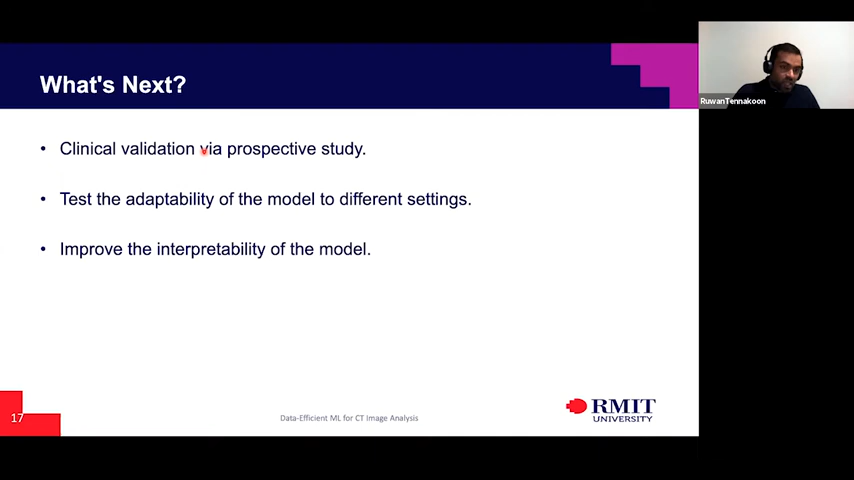 What's Next?
RuwanTennakoon
• Clinical validation via prospective study.
• Test the adaptability of the model to different settings.
• Improve the interpretability of the model.
17
Data-Efficient ML for CT Image Analysis
RMIT
UNIVERSITY